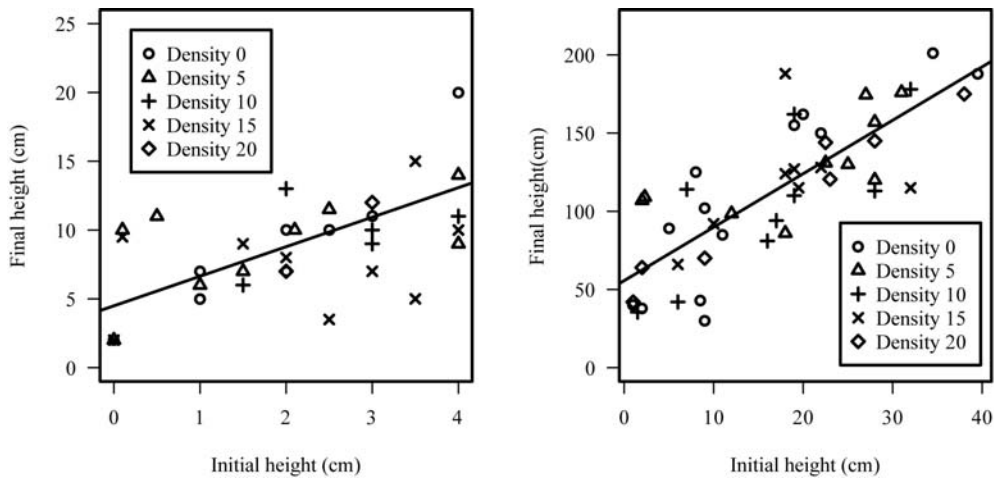 25
20
15
10
5
0
Final height (cm)
Density 0
Density 5
Density 10
Density 15
Density 20
0 1 2 3 4
Initial height (cm)
200
150
100
50
0
Final height(cm)
Density 0
Density 5
Density 10
Density 15
Density 20
0 10 20 30 40
Initial height (cm)